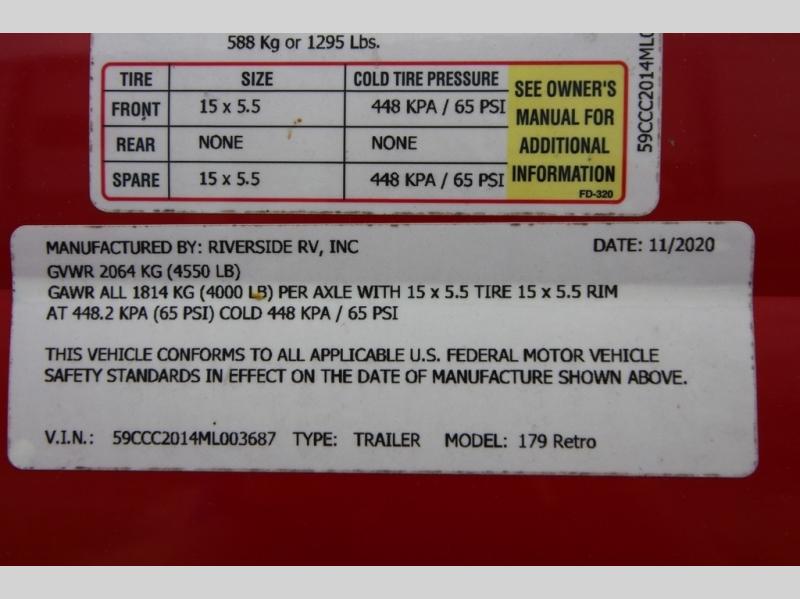 588 Kg or 1295 Lbs.
TIRE SIZE COLD TIRE PRESSURE
FRONT 15 x 5.5 448 KPA / 65 PSI
REAR NONE NONE
SPARE 15 x 5.5 448 KPA / 65 PSI
SEE OWNER'S
MANUAL FOR
ADDITIONAL
INFORMATION
FD-320
59CCC2014ML0
MANUFACTURED BY: RIVERSIDE RV, INC DATE: 11/2020
GVWR 2064 KG (4550 LB)
GAWR ALL 1814 KG (4000 LB) PER AXLE WITH 15 x 5.5 TIRE 15 x 5.5 RIM
AT 448.2 KPA (65 PSI) COLD 448 KPA / 65 PSI
THIS VEHICLE CONFORMS TO ALL APPLICABLE U.S. FEDERAL MOTOR VEHICLE
SAFETY STANDARDS IN EFFECT ON THE DATE OF MANUFACTURE SHOWN ABOVE.
V.I.N.: 59CCC2014ML003687 TYPE: TRAILER MODEL: 179 Retro